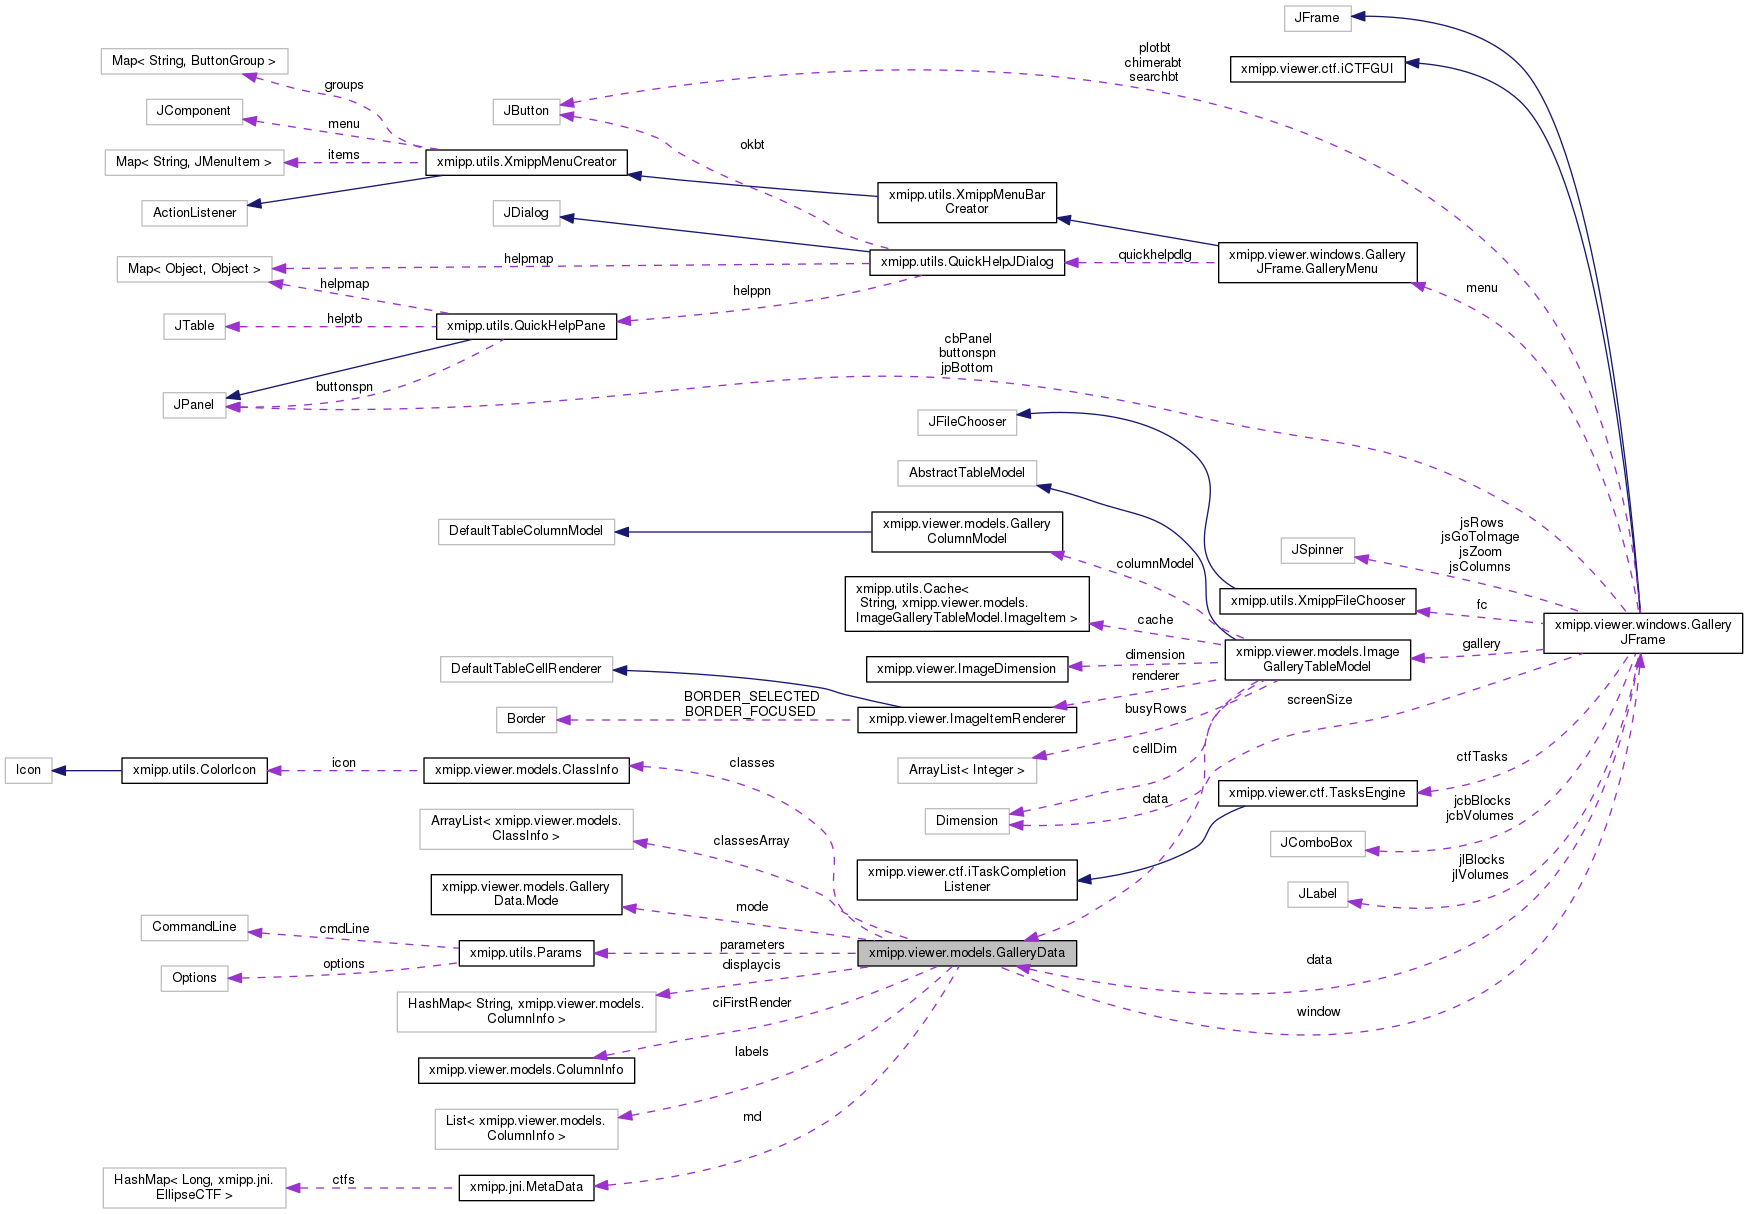 JFrame
plotbt
chimerabt
searchbt
Map< String, ButtonGroup >
xmipp.viewer.ctf.iCTFGUI
groups
JComponent
JButton
menu
okbt
items
Map< String, JMenuItem >
xmipp.utils.XmippMenuCreator
xmipp.utils.XmippMenuBar
Creator
ActionListener
JDialog
quickhelpdlg
xmipp.viewer.windows.Gallery
JFrame.GalleryMenu
helpmap
Map< Object, Object >
xmipp.utils.QuickHelpJDialog
helpmap
helppn
menu
helptb
JTable
xmipp.utils.QuickHelpPane
cbPanel
buttonspn
jpBottom
buttonspn
JPanel
JFileChooser
AbstractTableModel
DefaultTableColumnModel
xmipp.viewer.models.Gallery
ColumnModel
jsRows
jsGoToImage
jsZoom
jsColumns
JSpinner
columnModel
xmipp.utils.Cache<
String, xmipp.viewer.models.
ImageGalleryTableModel.ImageItem >
xmipp.utils.XmippFileChooser
fc
cache
xmipp.viewer.windows.Gallery
JFrame
gallery
dimension
xmipp.viewer.models.Image
GalleryTableModel
DefaultTableCellRenderer
xmipp.viewer.ImageDimension
renderer
BORDER_SELECTED
BORDER_FOCUSED
screenSize
Border
xmipp.viewer.ImageItemRenderer
busyRows
cellDim
Icon
xmipp.utils.ColorIcon
icon
xmipp.viewer.models.ClassInfo
classes
ArrayList< Integer >
ctfTasks
data
xmipp.viewer.ctf.TasksEngine
jcbBlocks
jcbVolumes
ArrayList< xmipp.viewer.models.
ClassInfo >
classesArray
Dimension
JComboBox
jlBlocks
jlVolumes
xmipp.viewer.ctf.iTaskCompletion
Listener
xmipp.viewer.models.Gallery
Data.Mode
mode
JLabel
CommandLine
cmdLine
xmipp.utils.Params
parameters
xmipp.viewer.models.GalleryData
options
displaycis
data
Options
HashMap< String, xmipp.viewer.models.
ColumnInfo >
ciFirstRender
window
labels
xmipp.viewer.models.ColumnInfo
List< xmipp.viewer.models.
ColumnInfo >
md
HashMap< Long, xmipp.jni.
EllipseCTF >
ctfs
xmipp.jni.MetaData